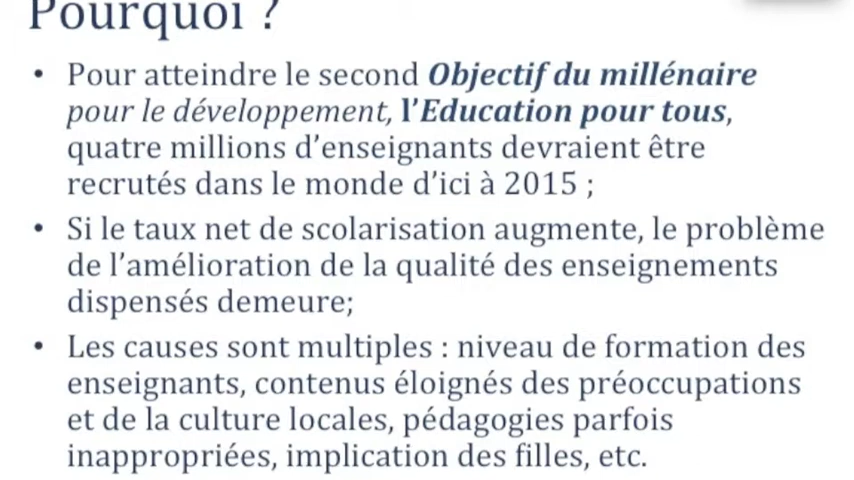 Pourquoi ?
• Pour atteindre le second Objectif du millénaire
pour le développement, l’Education pour tous,
quatre millions d’enseignants devraient être
recrutés dans le monde d’ici à 2015 ;
• Si le taux net de scolarisation augmente, le problème
de l’amélioration de la qualité des enseignements
dispensés demeure;
• Les causes sont multiples : niveau de formation des
enseignants, contenus éloignés des préoccupations
et de la culture locales, pédagogies parfois
inappropriées, implication des filles, etc.